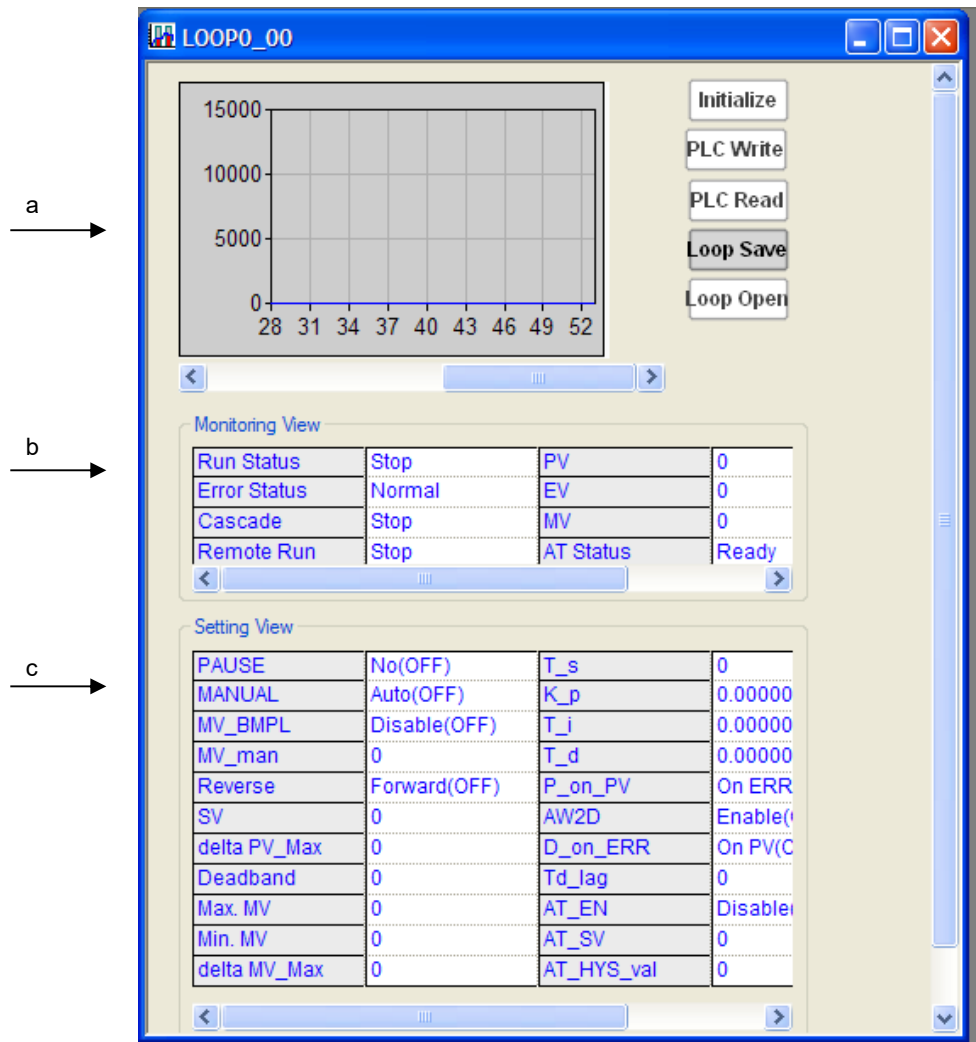 LOOP0_00
Initialize
15000
PLC Write
10000
PLC Read
a
5000
Loop Save
0
Loop Open
28 31 34 37 40 43 46 49 52
Monitoring View
b
Run Status Stop PV 0
Error Status Normal EV 0
Cascade Stop MV 0
Remote Run Stop AT Status Ready
Setting View
c
PAUSE No(OFF) T_s 0
MANUAL Auto(OFF) K_p 0.00000
MV_BMPL Disable(OFF) T_i 0.00000
MV_man 0 T_d 0.00000
Reverse Forward(OFF) P_on_PV On ERR
SV 0 AW2D Enable(
delta PV_Max 0 D_on_ERR On PV(O
Deadband 0 Td_lag 0
Max. MV 0 AT_EN Disable(
Min. MV 0 AT_SV 0
delta MV_Max 0 AT_HYS_val 0